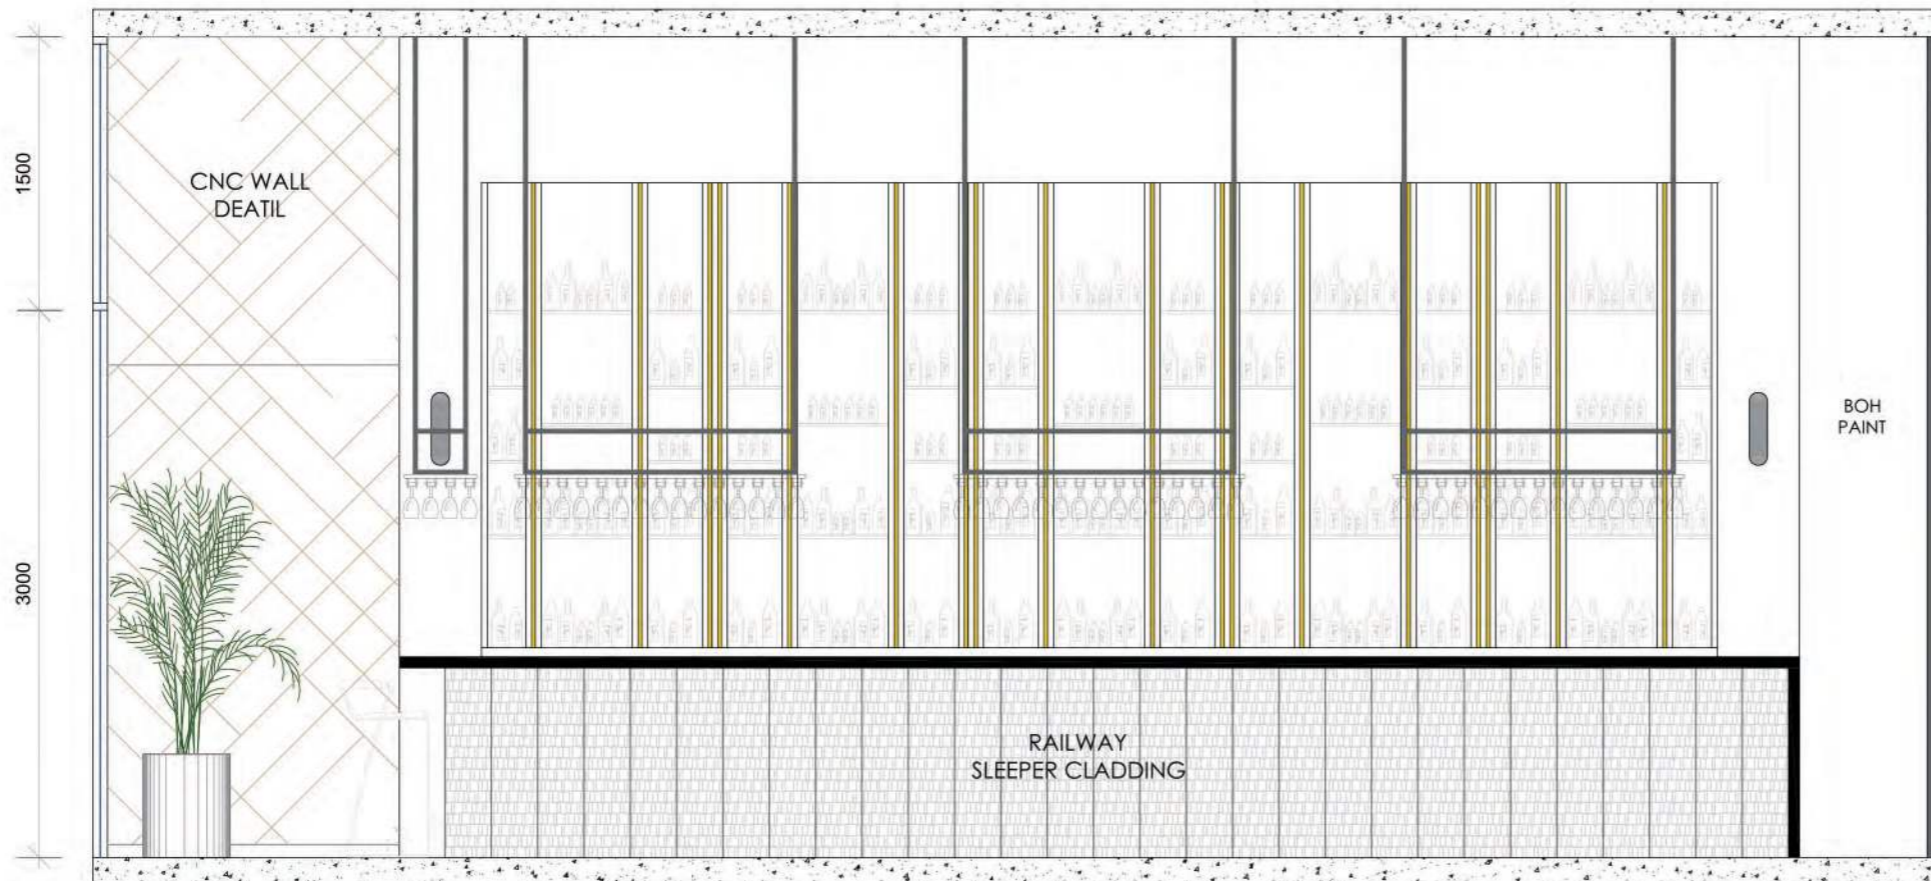 1500
CNC WALL
DEATIL
3000
BOH
PAINT
RAILWAY
SLEEPER CLADDING